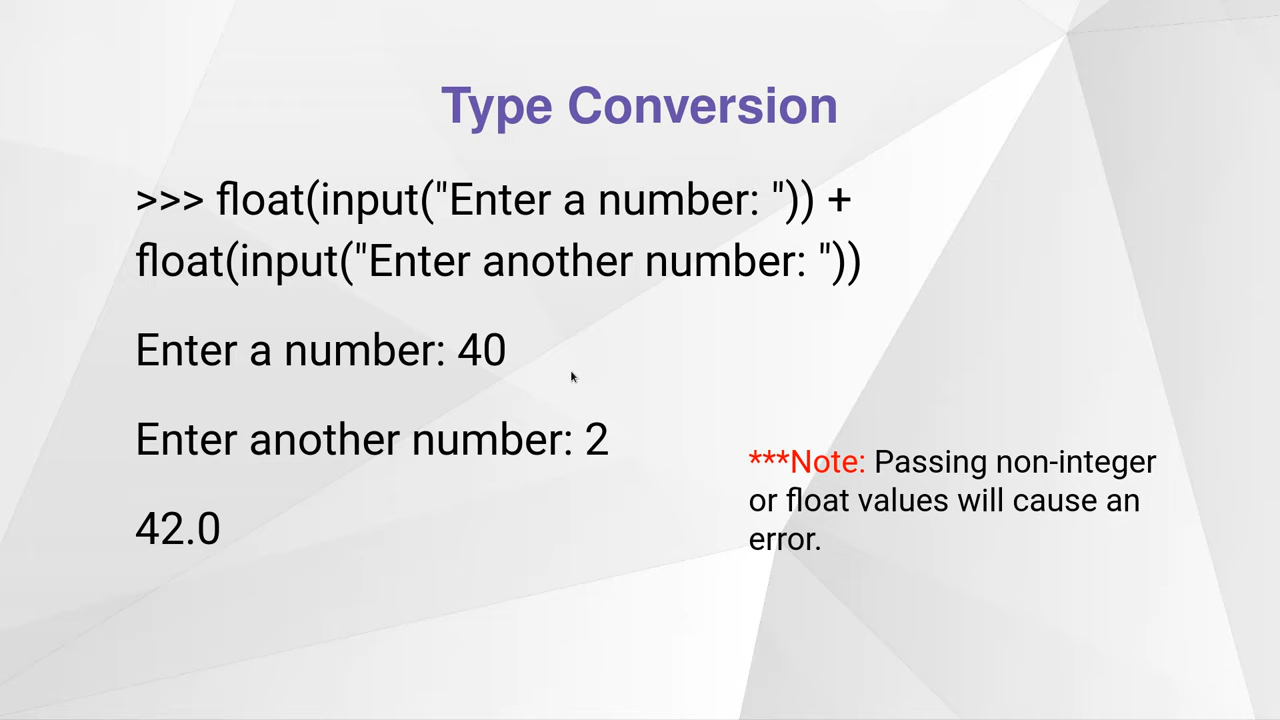 Type Conversion
>>> float(input("Enter a number: ")) +
float(input("Enter another number: "))
Enter a number: 40
Enter another number: 2
42.0
***Note: Passing non-integer
or float values will cause an
error.